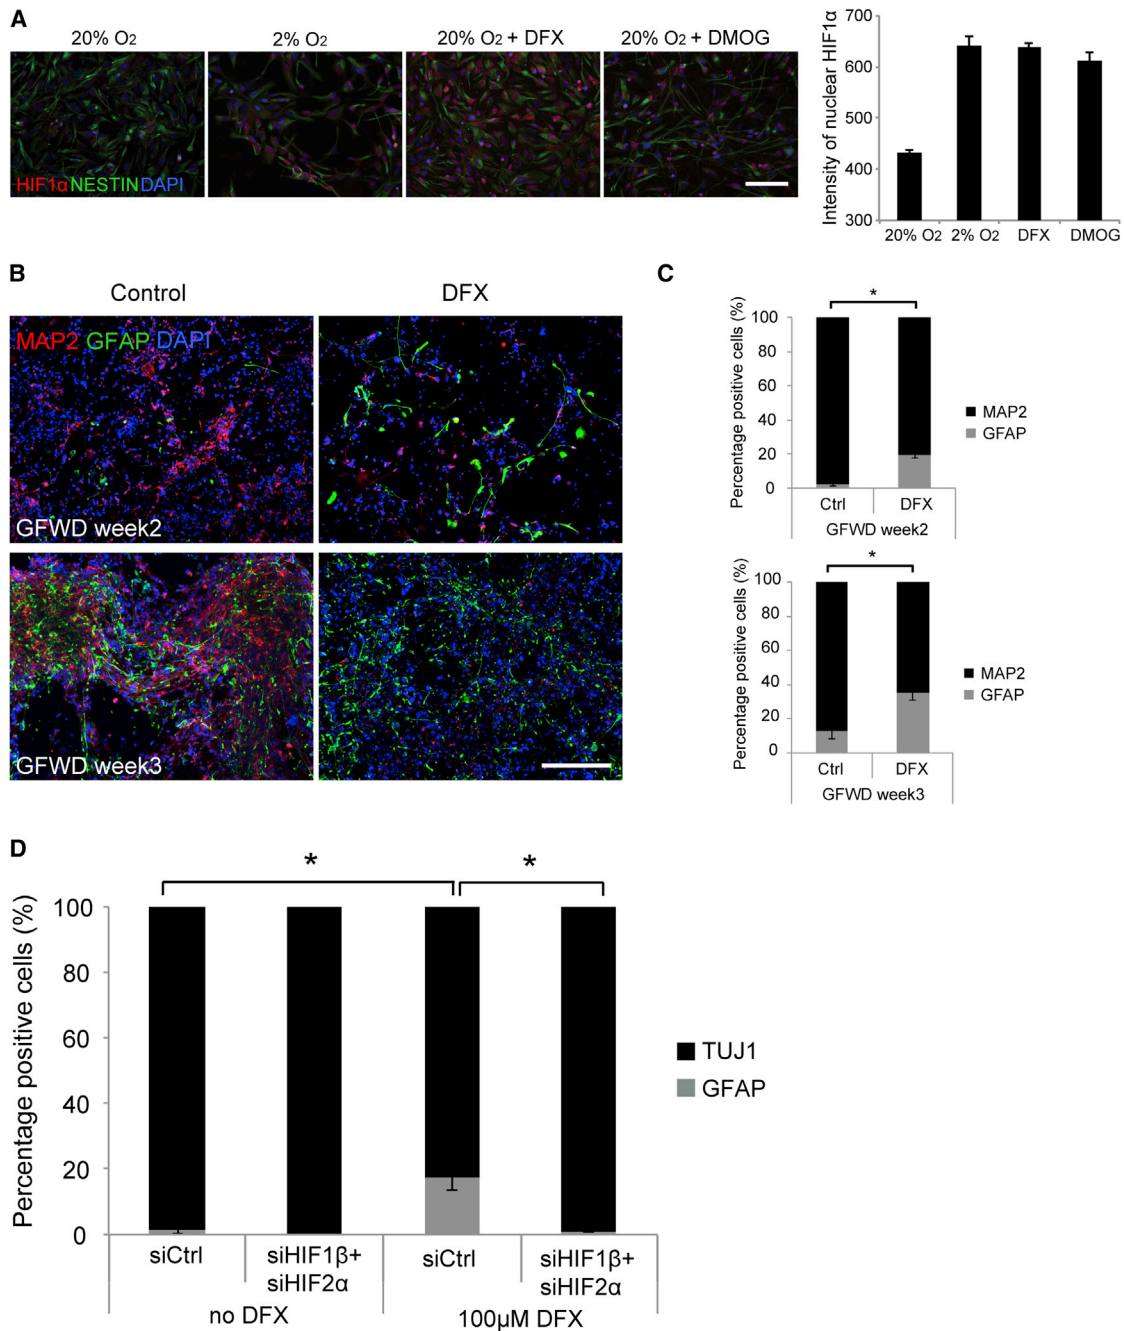 A
20% O2
2% O2
20% O2 + DFX
20% O2 + DMOG
HIF1αNESTINDAPI
Intensity of nuclear HIF1α
700
600
500
400
300
20% O2
2% O2
DFX
DMOG
B
Control
DFX
MAP2 GFAP DAPI
GFWD week2
GFWD week3
C
*
Percentage positive cells (%)
100
80
60
40
20
0
Ctrl
DFX
GFWD week2
MAP2
GFAP
*
Percentage positive cells (%)
100
80
60
40
20
0
Ctrl
DFX
GFWD week3
MAP2
GFAP
D
*
*
Percentage positive cells (%)
100
80
60
40
20
0
siCtrl
siHIF1β+
siHIF2α
siCtrl
siHIF1β+
siHIF2α
no DFX
100µM DFX
TUJ1
GFAP